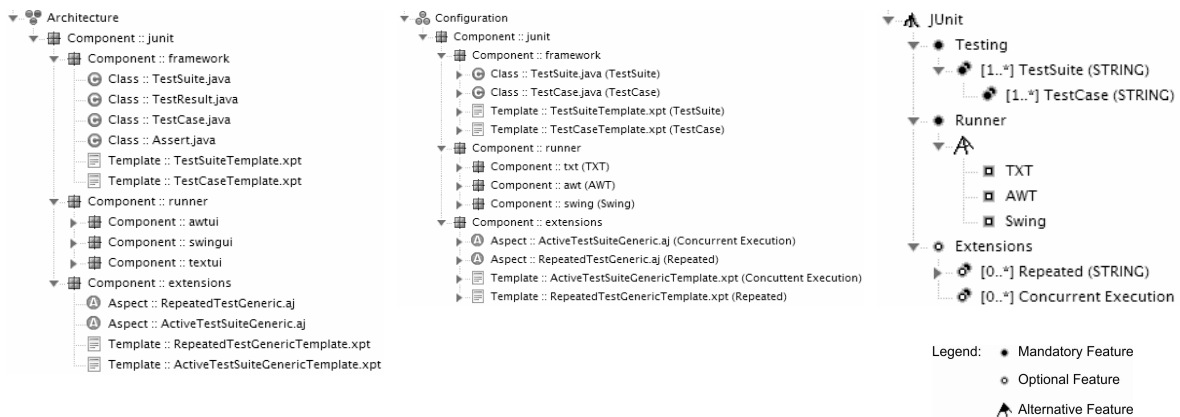 Architecture
Component :: junit
Component :: framework
Class :: TestSuite.java
Class :: TestResult.java
Class :: TestCase.java
Class :: Assert.java
Template :: TestSuiteTemplate.xpt
Template :: TestCaseTemplate.xpt
Component :: runner
Component :: awtui
Component :: swingui
Component :: textui
Component :: extensions
Aspect :: RepeatedTestGeneric.aj
Aspect :: ActiveTestSuiteGeneric.aj
Template :: RepeatedTestGenericTemplate.xpt
Template :: ActiveTestSuiteGenericTemplate.xpt
Configuration
Component :: junit
Component :: framework
Class :: TestSuite.java (TestSuite)
Class :: TestCase.java (TestCase)
Template :: TestSuiteTemplate.xpt (TestSuite)
Template :: TestCaseTemplate.xpt (TestCase)
Component :: runner
Component :: txt (TXT)
Component :: awt (AWT)
Component :: swing (Swing)
Component :: extensions
Aspect :: ActiveTestSuiteGeneric.aj (Concurrent Execution)
Aspect :: RepeatedTestGeneric.aj (Repeated)
Template :: ActiveTestSuiteGenericTemplate.xpt (Concuttent Execution)
Template :: RepeatedTestGenericTemplate.xpt (Repeated)
JUnit
Testing
[1..*] TestSuite (STRING)
[1..*] TestCase (STRING)
Runner
TXT
AWT
Swing
Extensions
[0..*] Repeated (STRING)
[0..*] Concurrent Execution
Legend: Mandatory Feature
Optional Feature
Alternative Feature